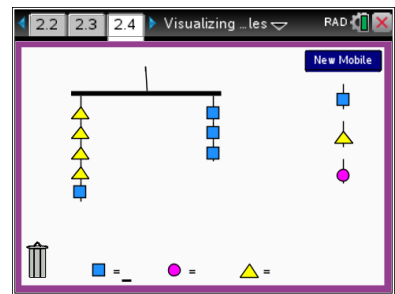 2.2 2.3 2.4 Visualizing ...les RAD
New Mobile
= _ = =